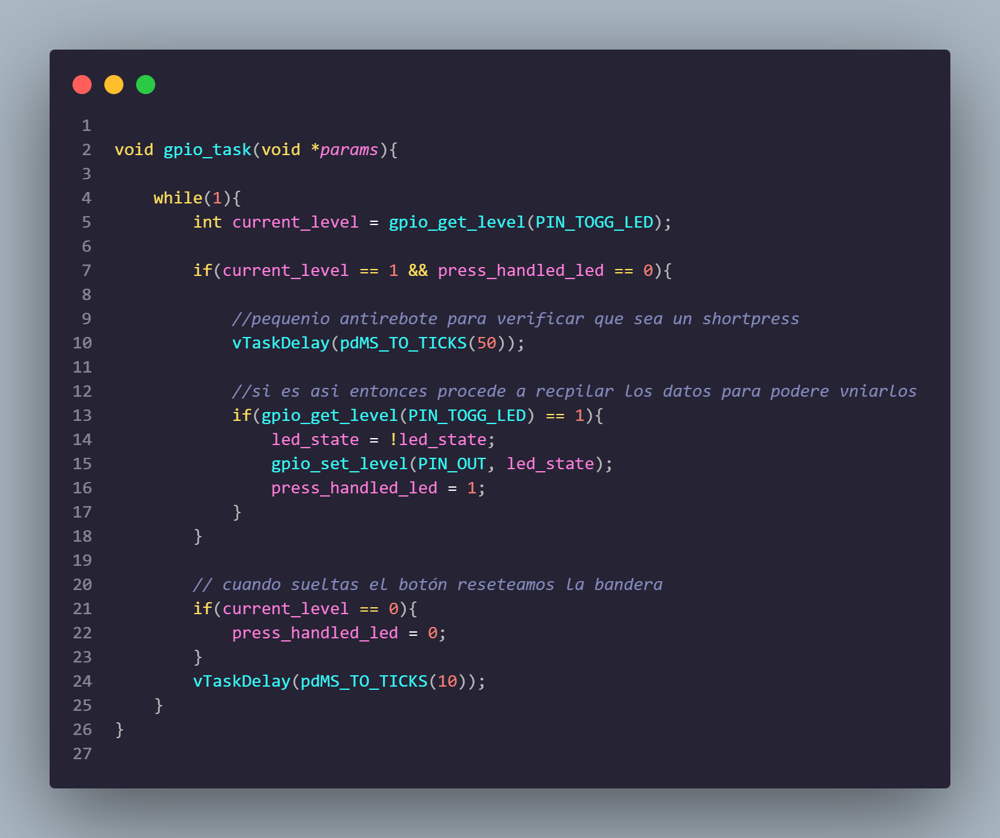 1
2 void gpio_task(void *params){
3
4     while(1){
5         int current_level = gpio_get_level(PIN_TOGG_LED);
6
7         if(current_level == 1 && press_handled_led == 0){
8
9             //pequenio antirebote para verificar que sea un shortpress
10             vTaskDelay(pdMS_TO_TICKS(50));
11
12             //si es asi entonces procede a recpilar los datos para podere vniarlos
13             if(gpio_get_level(PIN_TOGG_LED) == 1){
14                 led_state = !led_state;
15                 gpio_set_level(PIN_OUT, led_state);
16                 press_handled_led = 1;
17             }
18         }
19
20         // cuando sueltas el botón reseteamos la bandera
21         if(current_level == 0){
22             press_handled_led = 0;
23         }
24         vTaskDelay(pdMS_TO_TICKS(10));
25     }
26 }
27